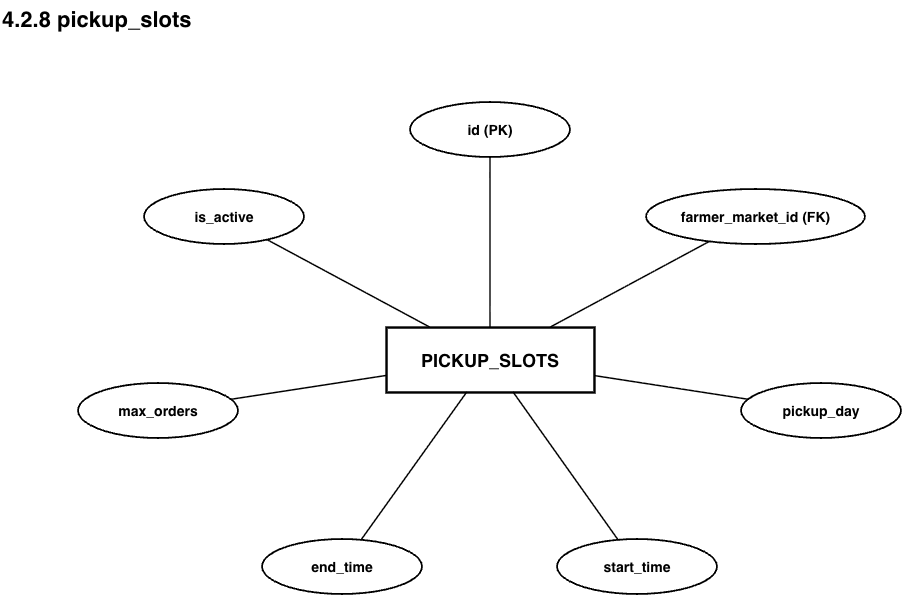 4.2.8 pickup_slots
id (PK)
is_active
farmer_market_id (FK)
PICKUP_SLOTS
max_orders
pickup_day
end_time
start_time